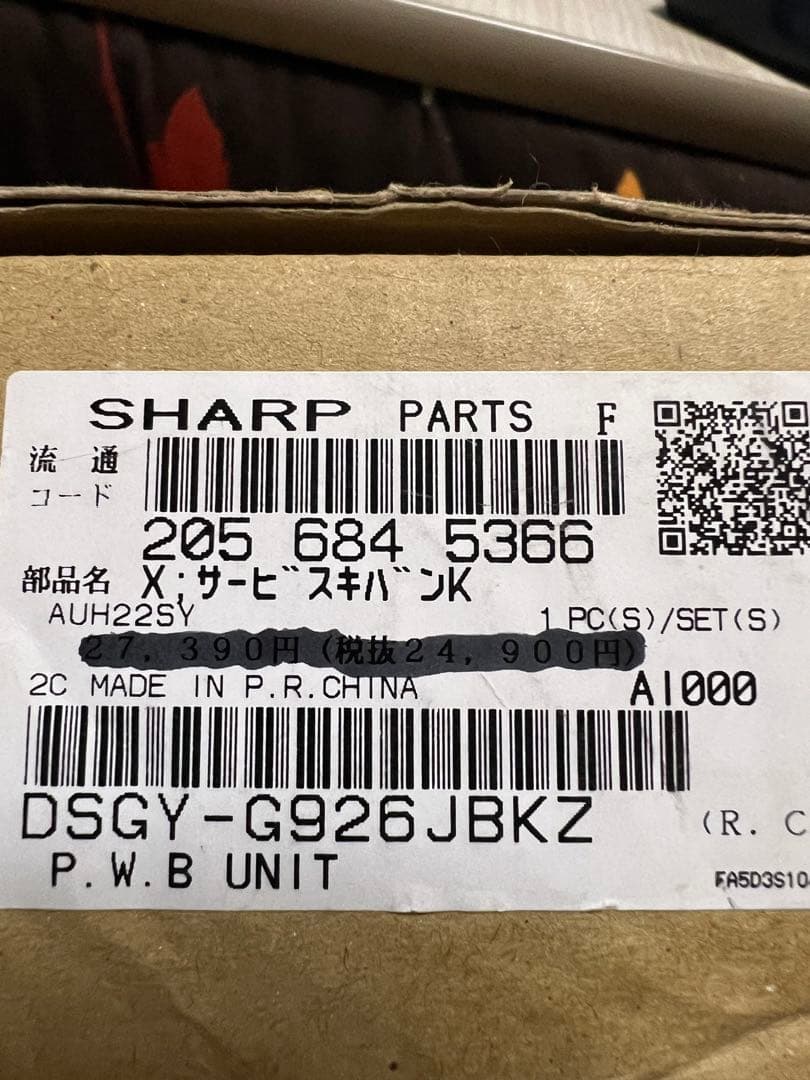 SHARP PARTS F
流通
コード
205 684 5366
部品名 X;サービスキバンK
AUH22SY 1 PC(S)/SET(S)
27,390円(税抜24,900円)
2C MADE IN P.R.CHINA A1000
DSGY-G926JBKZ (R. C
P.W.B UNIT FA5D3S10